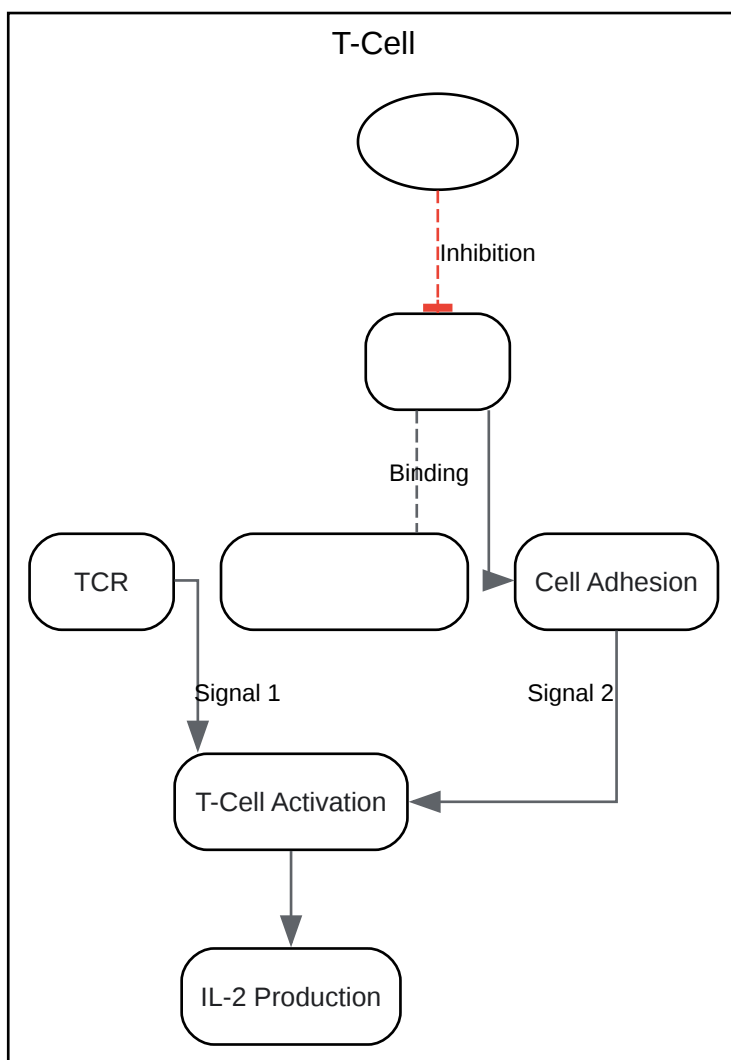 T-Cell
Inhibition
Binding
TCR
Cell Adhesion
Signal 1
Signal 2
T-Cell Activation
IL-2 Production